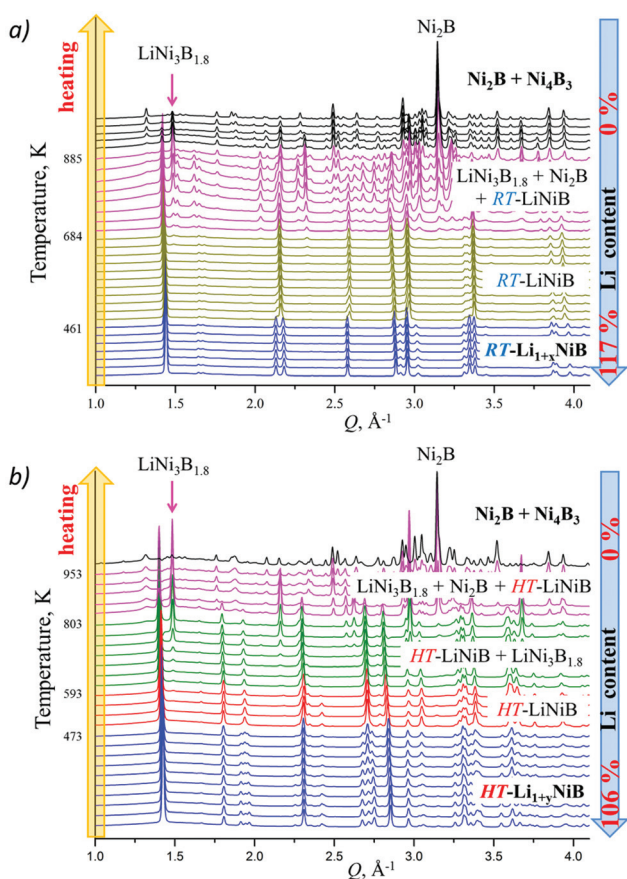 a)
heating
Temperature, K
885
684
461
LiNi₃B₁.₈
Ni₂B
Ni₂B + Ni₄B₃
LiNi₃B₁.₈ + Ni₂B
+ RT-LiNiB
RT-LiNiB
RT-Li₁₊ₓNiB
0 %
Li content
117 %
1.0 1.5 2.0 2.5 3.0 3.5 4.0
Q, Å⁻¹
b)
heating
Temperature, K
953
803
593
473
LiNi₃B₁.₈
Ni₂B
Ni₂B + Ni₄B₃
LiNi₃B₁.₈ + Ni₂B + HT-LiNiB
HT-LiNiB + LiNi₃B₁.₈
HT-LiNiB
HT-Li₁₊ᵧNiB
0 %
Li content
106 %
1.0 1.5 2.0 2.5 3.0 3.5 4.0
Q, Å⁻¹